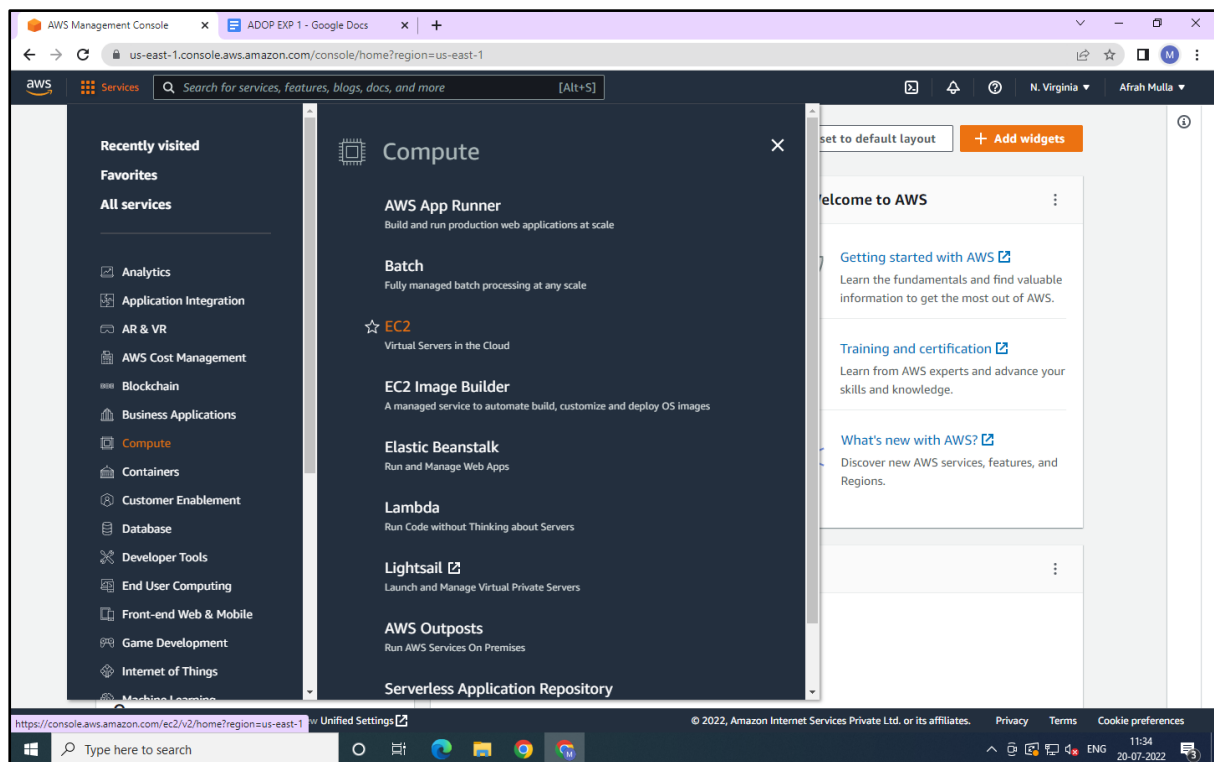 AWS Management Console
ADOP EXP 1 - Google Docs
us-east-1.console.aws.amazon.com/console/home?region=us-east-1
M
aws
Services
Search for services, features, blogs, docs, and more
[Alt+S]
N. Virginia
Afrah Mulla
Recently visited
Favorites
All services
Analytics
Application Integration
AR & VR
AWS Cost Management
Blockchain
Business Applications
Compute
Containers
Customer Enablement
Database
Developer Tools
End User Computing
Front-end Web & Mobile
Game Development
Internet of Things
Machine Learning
Compute
AWS App Runner
Build and run production web applications at scale
Batch
Fully managed batch processing at any scale
EC2
Virtual Servers in the Cloud
EC2 Image Builder
A managed service to automate build, customize and deploy OS images
Elastic Beanstalk
Run and Manage Web Apps
Lambda
Run Code without Thinking about Servers
Lightsail
Launch and Manage Virtual Private Servers
AWS Outposts
Run AWS Services On Premises
Serverless Application Repository
set to default layout
+ Add widgets
elcome to AWS
Getting started with AWS
Learn the fundamentals and find valuable
information to get the most out of AWS.
Training and certification
Learn from AWS experts and advance your
skills and knowledge.
What's new with AWS?
Discover new AWS services, features, and
Regions.
https://console.aws.amazon.com/ec2/v2/home?region=us-east-1
w Unified Settings
© 2022, Amazon Internet Services Private Ltd. or its affiliates.
Privacy
Terms
Cookie preferences
Type here to search
M
ENG
11:34
20-07-2022
3